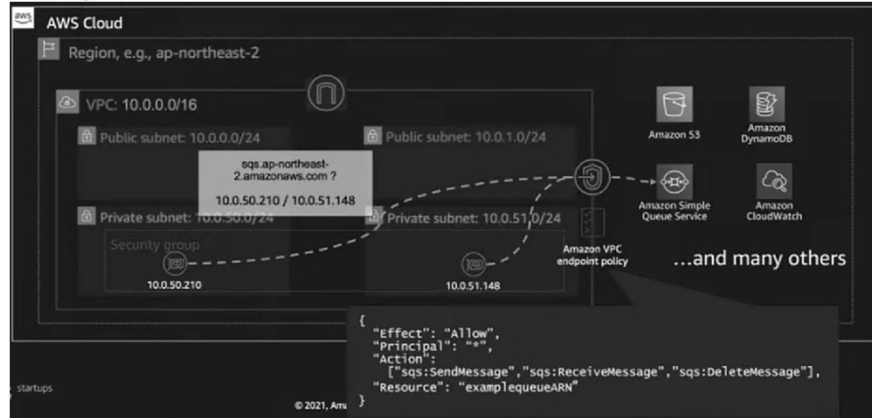 aws
AWS Cloud
Region, e.g., ap-northeast-2
VPC: 10.0.0.0/16
Public subnet: 10.0.0.0/24
Public subnet: 10.0.1.0/24
sqs.ap-northeast-
2.amazonaws.com ?
10.0.50.210 / 10.0.51.148
Private subnet: 10.0.50.0/24
Private subnet: 10.0.51.0/24
Security group
10.0.50.210
10.0.51.148
Amazon S3
Amazon
DynamoDB
Amazon Simple
Queue Service
Amazon
CloudWatch
Amazon VPC
endpoint policy
...and many others
{
"Effect": "Allow",
"Principal": "*",
"Action":
["sqs:SendMessage","sqs:ReceiveMessage","sqs:DeleteMessage"],
"Resource": "examplequeueARN"
}
startups
© 2021, Ama